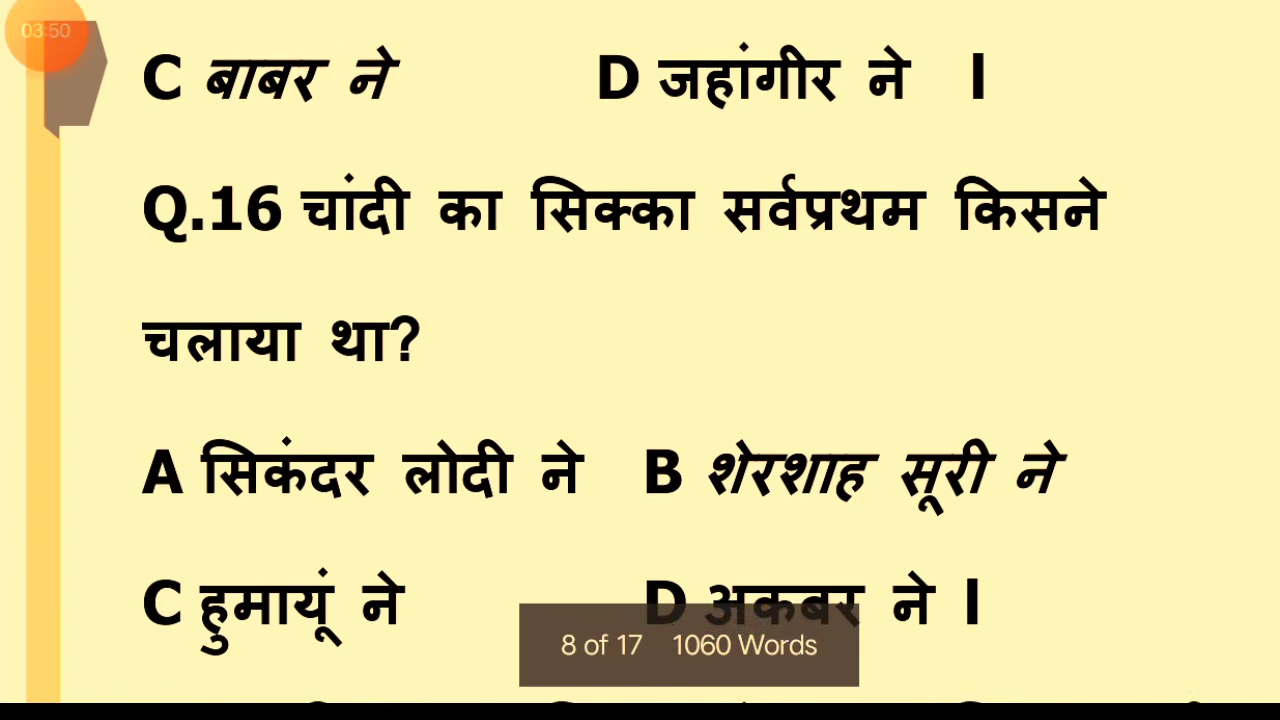 03:50
C बाबर ने D जहांगीर ने l
Q.16 चांदी का सिक्का सर्वप्रथम किसने
चलाया था?
A सिकंदर लोदी ने B शेरशाह सूरी ने
C हुमायूं ने D अकबर ने l
8 of 17 1060 Words